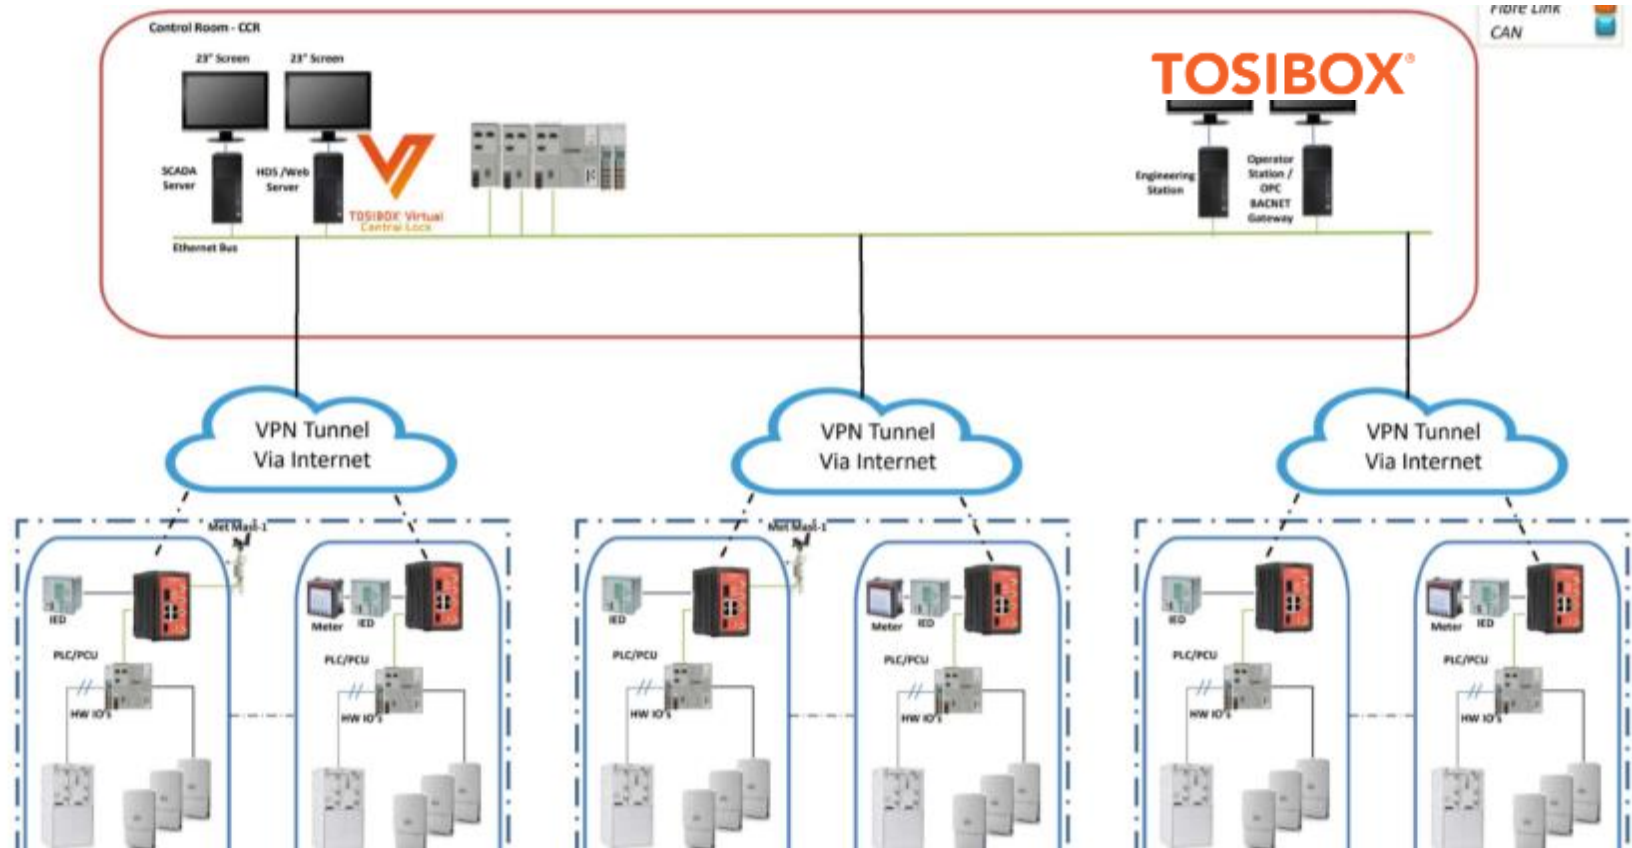 Control Room - CCR
Fibre Link
CAN
23" Screen
23" Screen
TOSIBOX®
SCADA
Server
HDS /Web
Server
TOSIBOX® Virtual
Central Lock
Engineering
Station
Operator
Station /
OPC
BACNET
Gateway
Ethernet Bus
VPN Tunnel
Via Internet
VPN Tunnel
Via Internet
VPN Tunnel
Via Internet
Met Mast-1
Met Mast-1
IED
Meter
IED
IED
Meter
IED
IED
Meter
IED
PLC/PCU
PLC/PCU
PLC/PCU
PLC/PCU
PLC/PCU
PLC/PCU
HW IO's
HW IO's
HW IO's
HW IO's
HW IO's
HW IO's